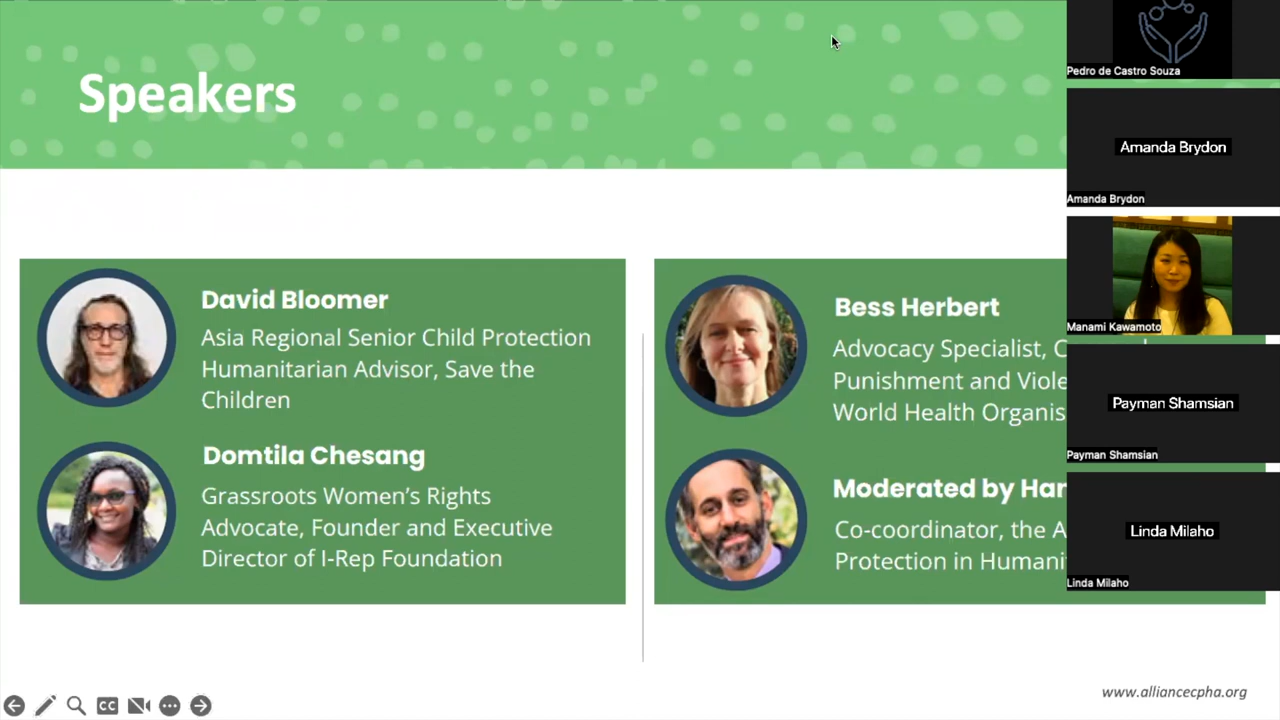 Speakers
David Bloomer
Asia Regional Senior Child Protection
Humanitarian Advisor, Save the
Children
Domtila Chesang
Grassroots Women's Rights
Advocate, Founder and Executive
Director of I-Rep Foundation
Bess Herbert
Advocacy Specialist,
Punishment and
World Health
Moderated by
Co-coordinator, the
Protection in
Pedro de Castro Souza
Amanda Brydon
Amanda Brydon
Manami Kawamoto
Payman Shamsian
Payman Shamsian
Linda Milaho
Linda Milaho
CC
www.alliancecpha.org